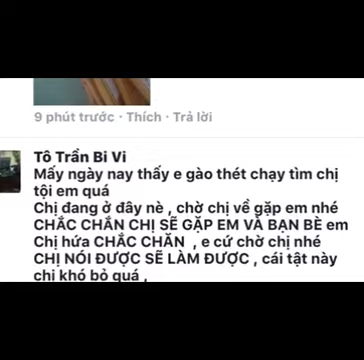 9 phút trước · Thích · Trả lời
Tô Trần Bi Vi
Mấy ngày nay thấy e gào thét chạy tìm chị
tội em quá
Chị đang ở đây nè , chờ chị về gặp em nhé
CHẮC CHẮN CHỊ SẼ GẶP EM VÀ BẠN BÈ em
Chị hứa CHẮC CHĂN , e cứ chờ chị nhé
CHỊ NÓI ĐƯỢC SẼ LÀM ĐƯỢC , cái tật này
chị khó bỏ quá ,